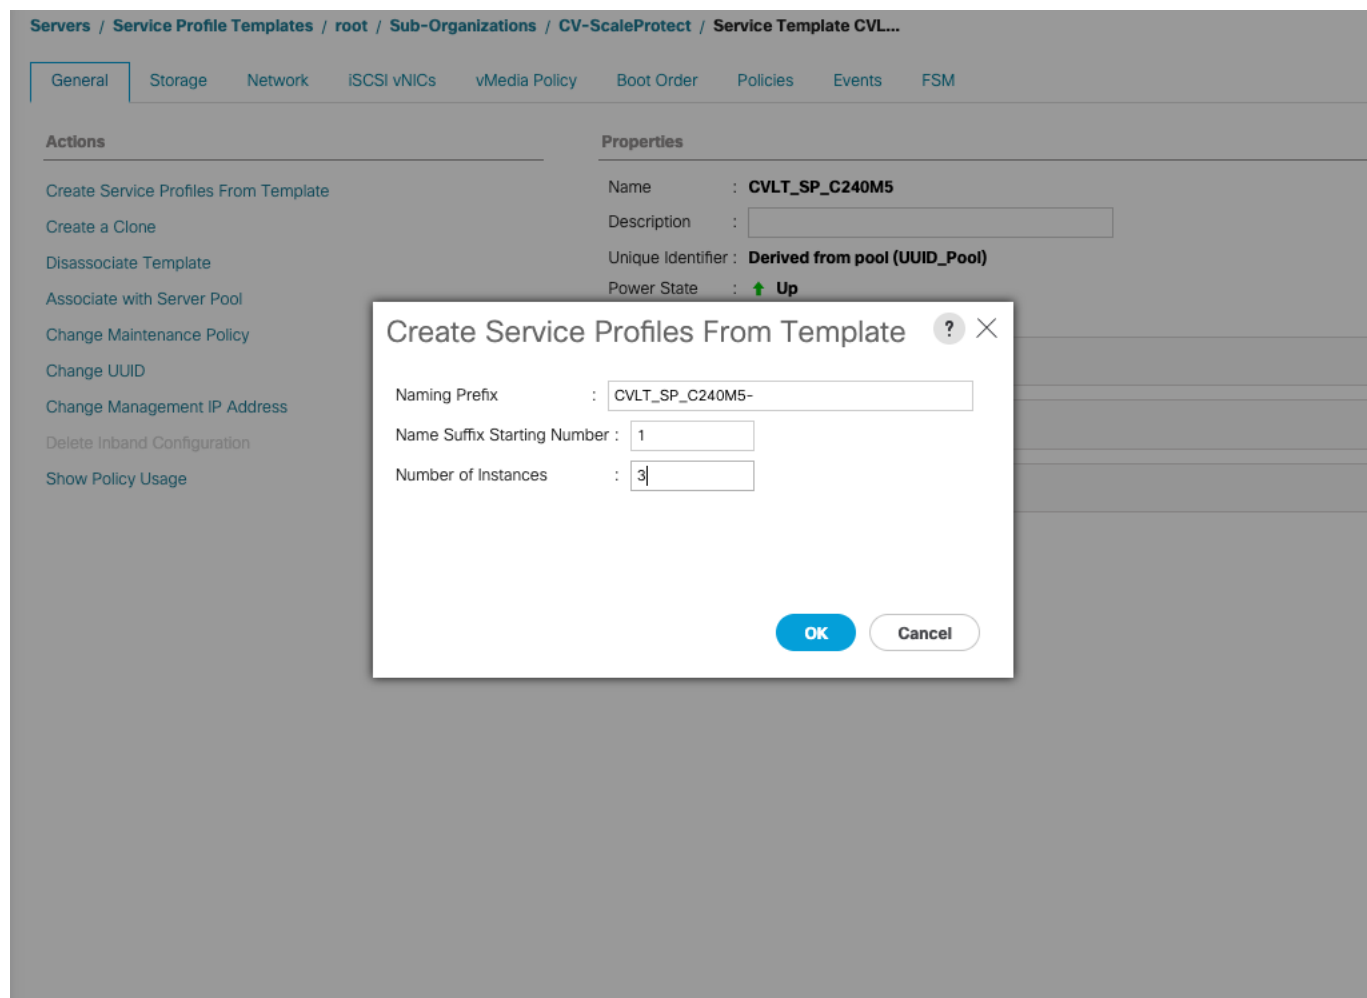 Servers / Service Profile Templates / root / Sub-Organizations / CV-ScaleProtect / Service Template CVL...
General Storage Network iSCSI vNICs vMedia Policy Boot Order Policies Events FSM
Actions
Create Service Profiles From Template
Create a Clone
Disassociate Template
Associate with Server Pool
Change Maintenance Policy
Change UUID
Change Management IP Address
Delete Inband Configuration
Show Policy Usage
Properties
Name : CVLT_SP_C240M5
Description :
Unique Identifier : Derived from pool (UUID_Pool)
Power State : Up
Create Service Profiles From Template ?
Naming Prefix : CVLT_SP_C240M5-
Name Suffix Starting Number : 1
Number of Instances : 3
OK Cancel